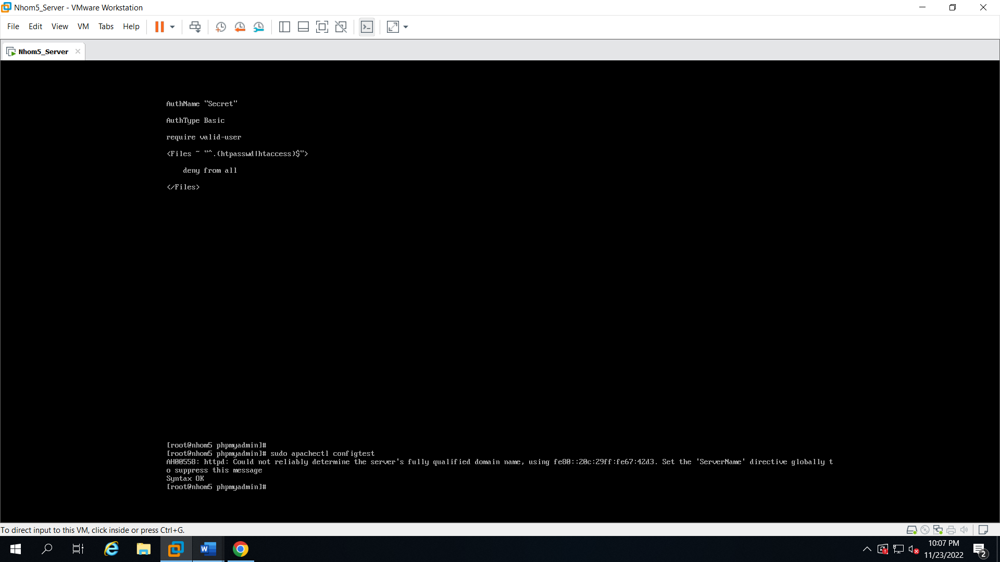 Nhom5_Server - VMware Workstation
File Edit View VM Tabs Help
Nhom5_Server
AuthName "Secret"
AuthType Basic
require valid-user
<Files ~ "^.(htpasswd|htaccess)$">
deny from all
</Files>
[root@nhom5 phpmyadmin]#
[root@nhom5 phpmyadmin]# sudo apachectl configtest
AH00558: httpd: Could not reliably determine the server's fully qualified domain name, using fe80::20c:29ff:fe67:42d3. Set the 'ServerName' directive globally t
o suppress this message
Syntax OK
[root@nhom5 phpmyadmin]#
To direct input to this VM, click inside or press Ctrl+G.
10:07 PM
11/23/2022
2